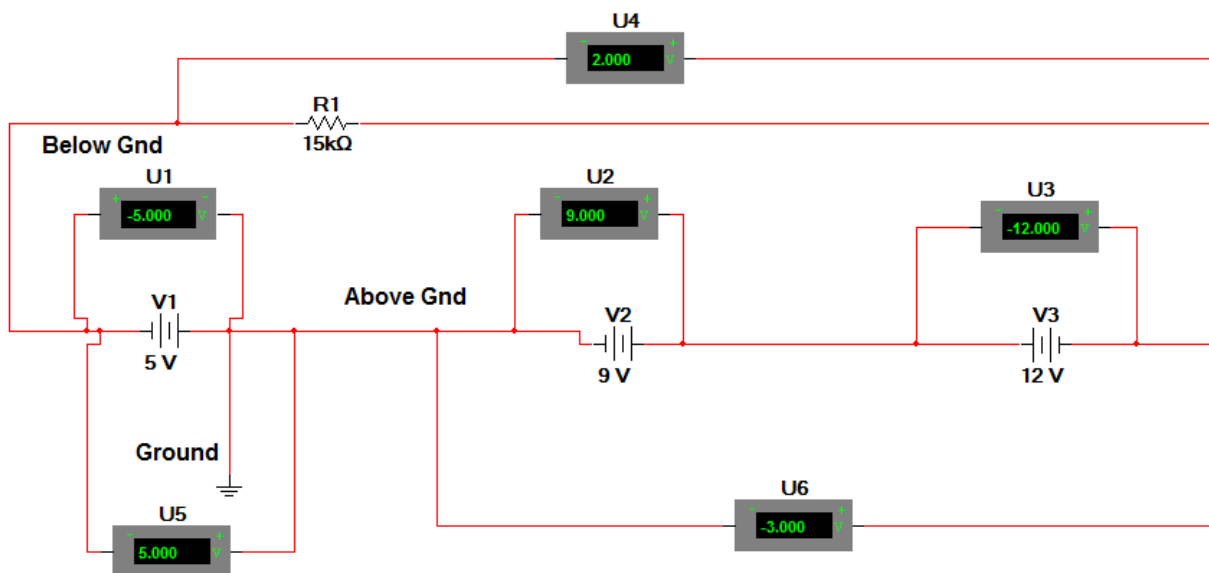 U4
- +
2.000 V
R1
15kΩ
Below Gnd
U1
+ -
-5.000 V
U2
- +
9.000 V
U3
- +
-12.000 V
Above Gnd
V1
5 V
V2
9 V
V3
12 V
Ground
U5
- +
5.000 V
U6
- +
-3.000 V